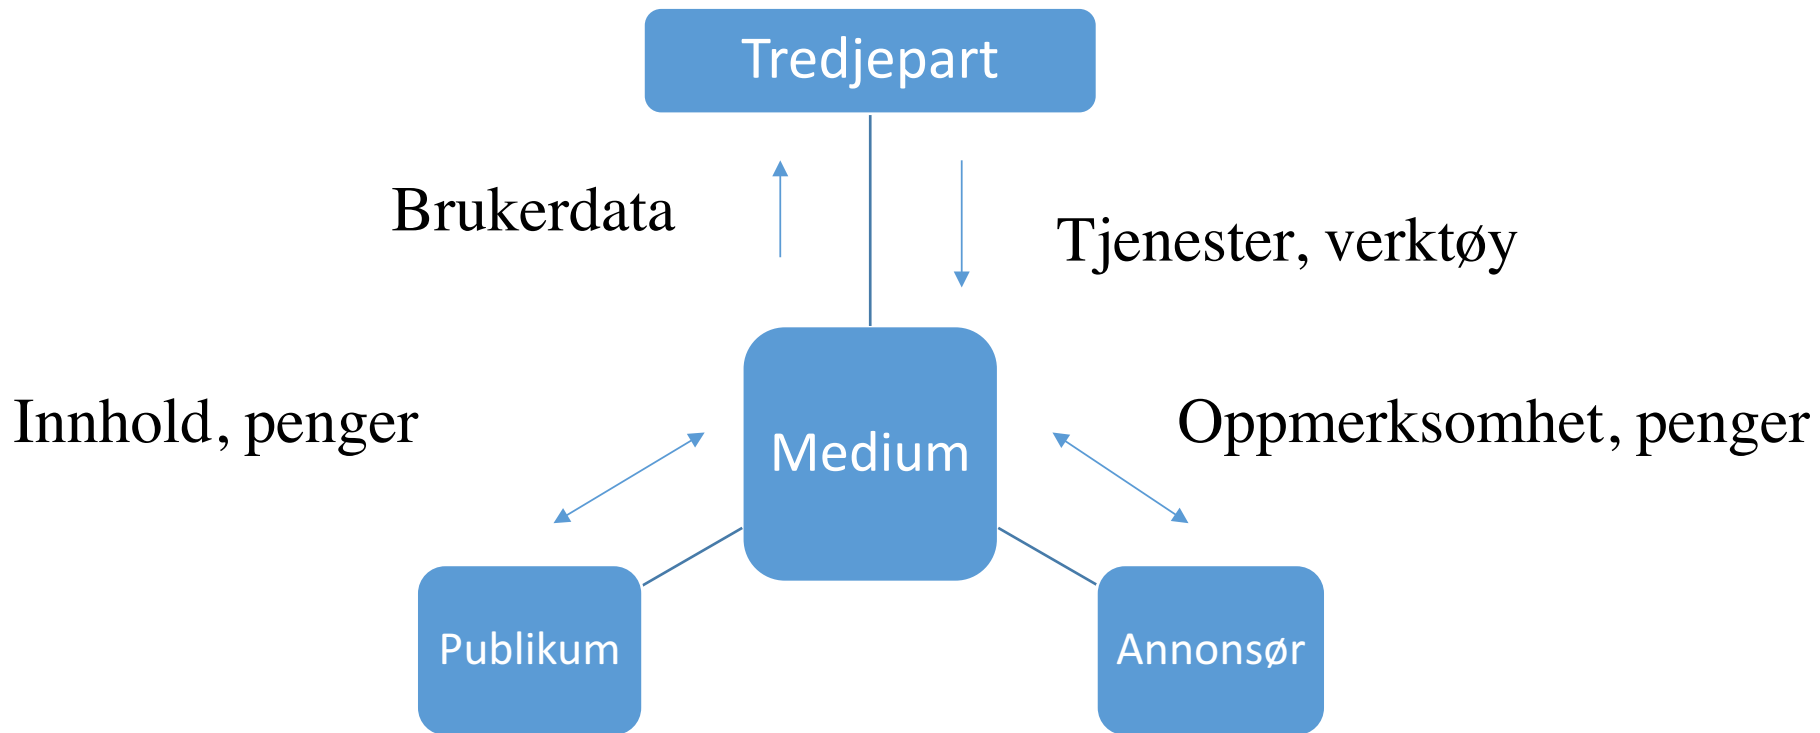 Tredjepart
Brukerdata
Tjenester, verktøy
Innhold, penger
Oppmerksomhet, penger
Medium
Publikum
Annonsør